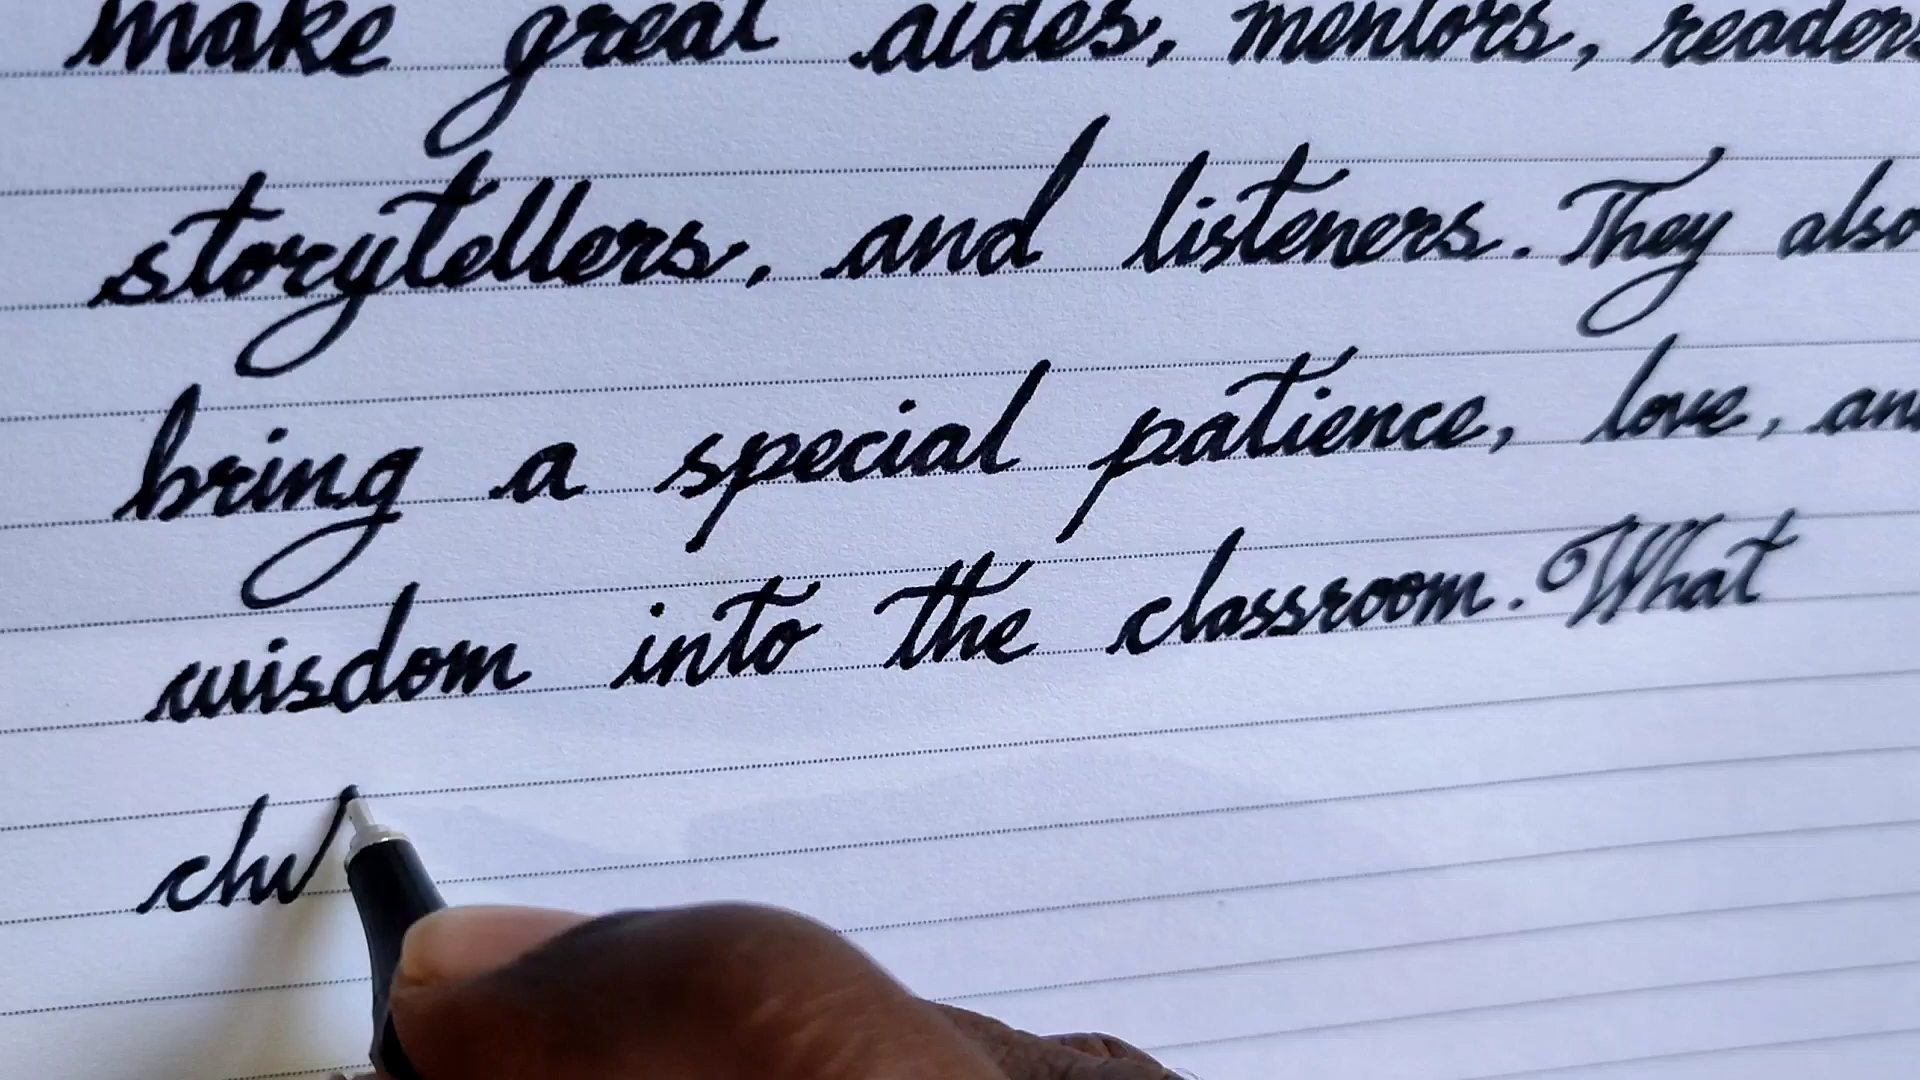 make great aides, mentors, readers
storytellers, and listeners. They also
bring a special patience, love, and
wisdom into the classroom. What